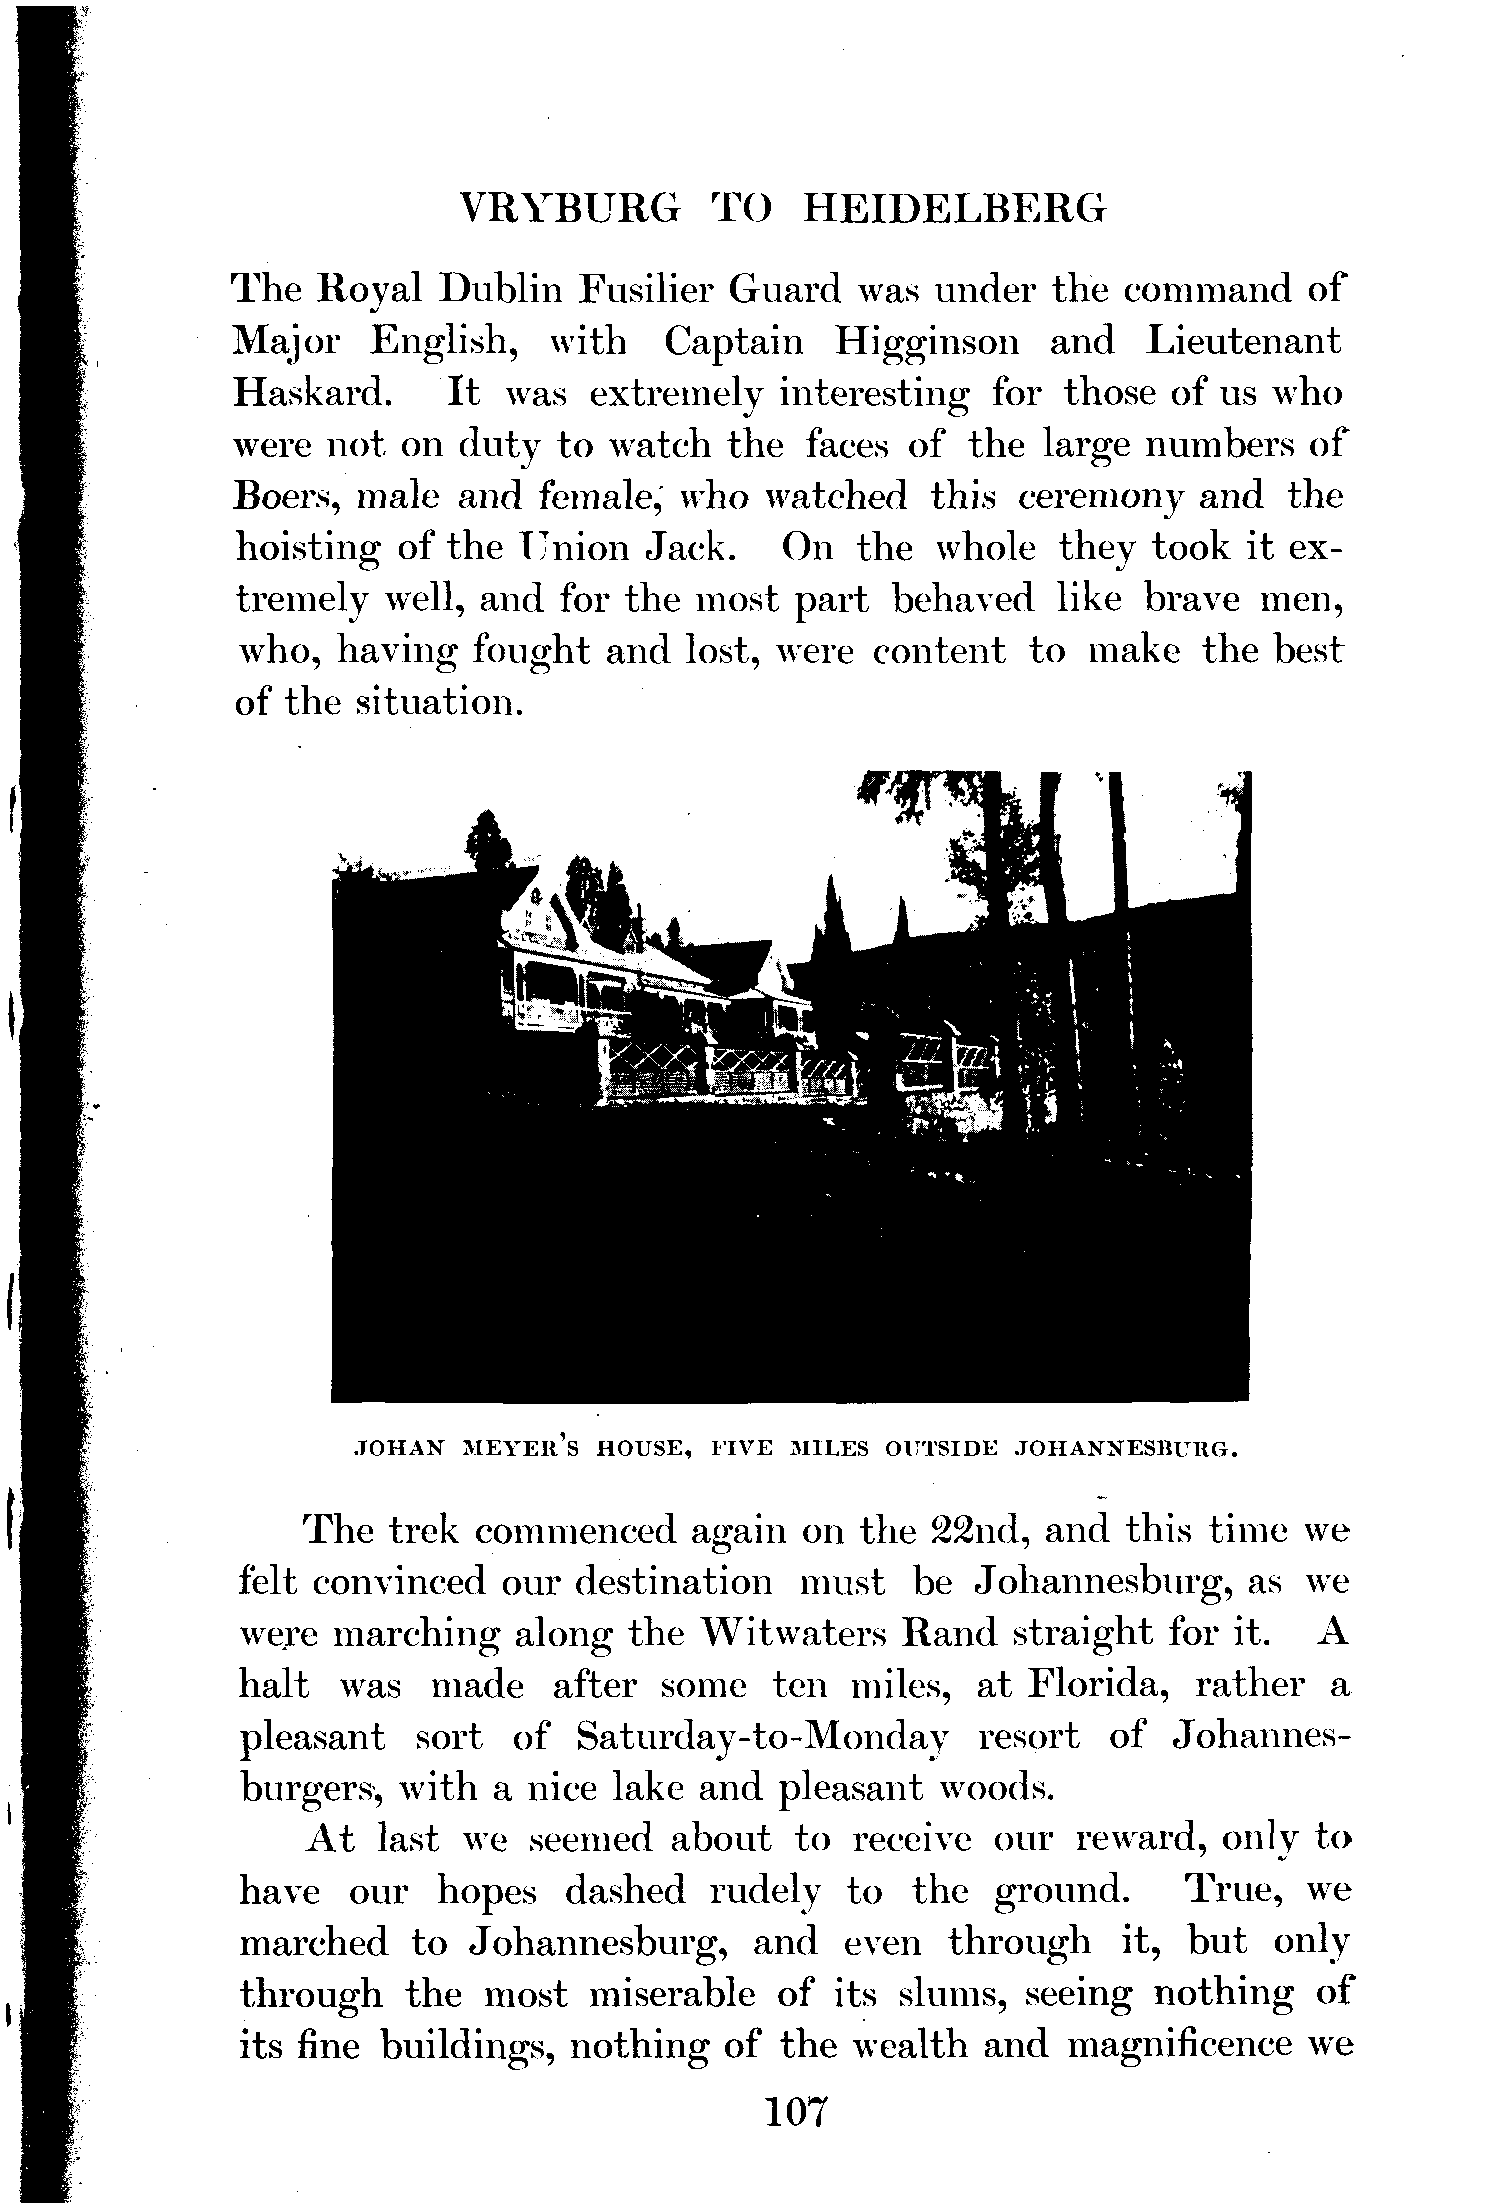 VRYBURG TO HEIDELBERG
The Royal Dublin Fusilier Guard was under the command of
Major English, with Captain Higginson and Lieutenant
Haskard. It was extremely interesting for those of us who
were not on duty to watch the faces of the large numbers of
Boers, male and female, who watched this ceremony and the
hoisting of the Union Jack. On the whole they took it ex-
tremely well, and for the most part behaved like brave men,
who, having fought and lost, were content to make the best
of the situation.
JOHAN MEYER'S HOUSE, FIVE MILES OUTSIDE JOHANNESBURG.
The trek commenced again on the 22nd, and this time we
felt convinced our destination must be Johannesburg, as we
were marching along the Witwaters Rand straight for it. A
halt was made after some ten miles, at Florida, rather a
pleasant sort of Saturday-to-Monday resort of Johannes-
burgers, with a nice lake and pleasant woods.
At last we seemed about to receive our reward, only to
have our hopes dashed rudely to the ground. True, we
marched to Johannesburg, and even through it, but only
through the most miserable of its slums, seeing nothing of
its fine buildings, nothing of the wealth and magnificence we
107